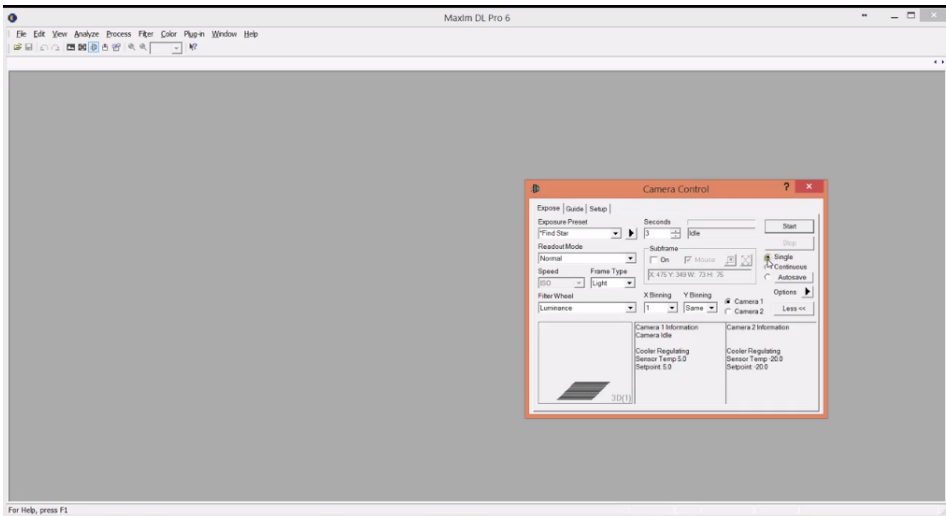 MaxIm DL Pro 6
File Edit View Analyze Process Filter Color Plug-in Window Help
Camera Control
Expose Guide Setup
Exposure Preset
*Find Star
Seconds
3
Idle
Start
Stop
Readout Mode
Normal
Subframe
On
Mouse
X: 475 Y: 349 W: 73 H: 75
Single
Continuous
Autosave
Speed
ISO
Frame Type
Light
Options
Filter Wheel
Luminance
X Binning
1
Y Binning
Same
Camera 1
Camera 2
Less <<
3D(1)
Camera 1 Information
Camera Idle
Cooler Regulating
Sensor Temp 5.0
Setpoint 5.0
Camera 2 Information
Cooler Regulating
Sensor Temp -20.0
Setpoint -20.0
For Help, press F1